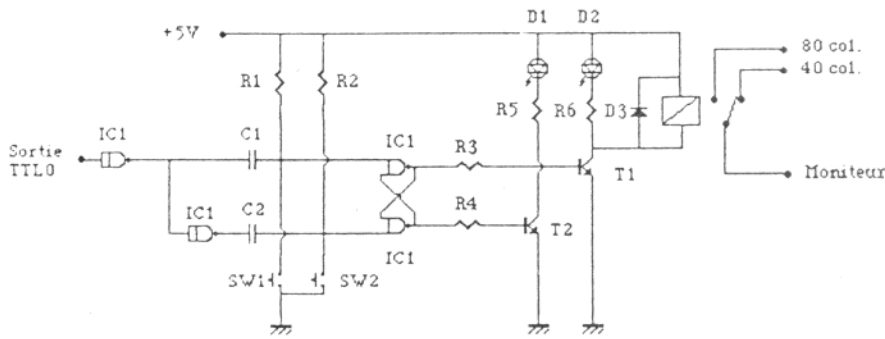 D1 D2
+5V
80 col.
40 col.
R1 R2
R5 R6 D3
IC1 C1 IC1 R3
Sortie
TTL0
T1
Moniteur
IC1 C2
R4
T2
IC1
SW1 SW2